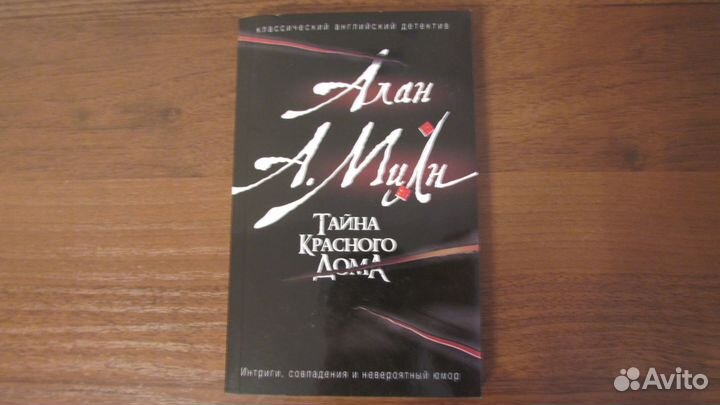 классический английский детектив
Алан
А. Милн
Тайна
Красного
Дома
Интриги, совпадения и невероятный юмор
Avito